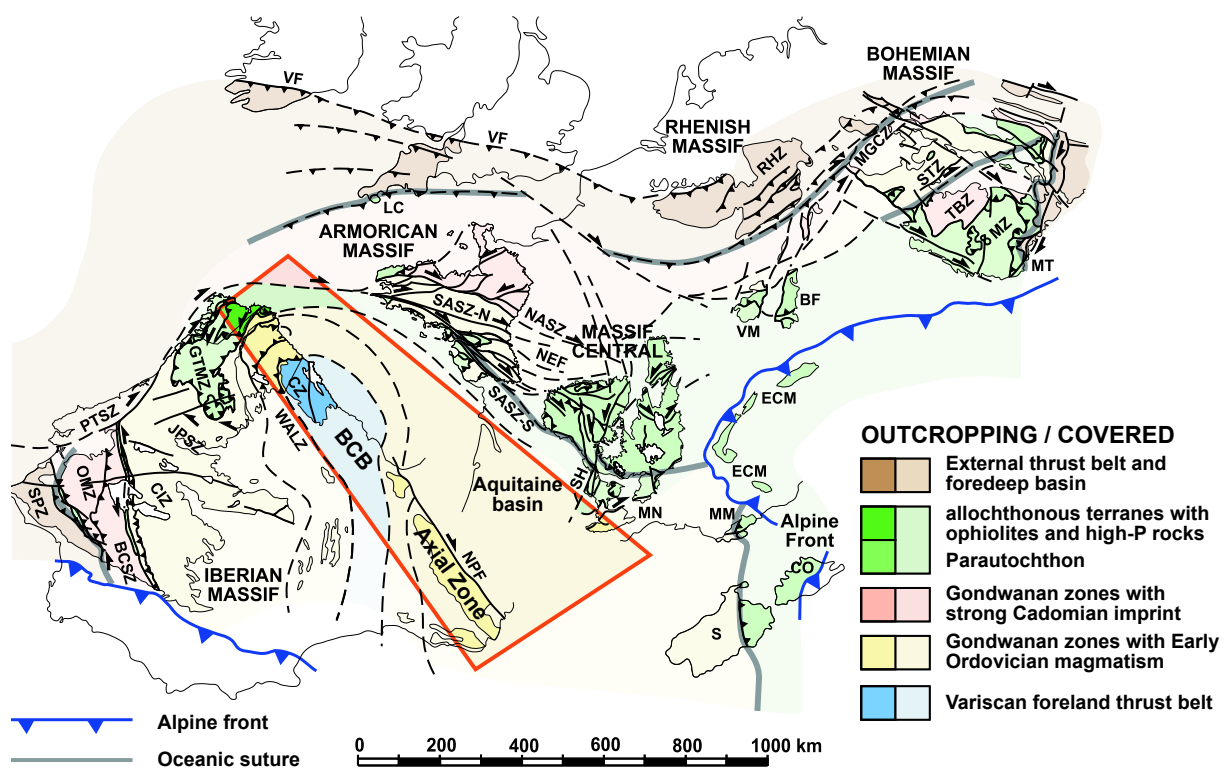 BOHEMIAN
MASSIF
VF
VF
RHENISH
MASSIF
RHZ
MGCZ
STZ
TBZ
MZ
MT
LC
ARMORICAN
MASSIF
SASZ-N
NASZ
NEF
MASSIF
CENTRAL
VM
BF
GTMZ
CZ
SASZ-S
PTSZ
JPSZ
WALZ
BCB
ECM
ECM
OMZ
CIZ
SPZ
BCSZ
Aquitaine
basin
SH
MN
MM
Alpine
Front
CO
IBERIAN
MASSIF
Axial Zone
NPF
S
OUTCROPPING / COVERED
External thrust belt and
foredeep basin
allochthonous terranes with
ophiolites and high-P rocks
Parautochthon
Gondwanan zones with
strong Cadomian imprint
Gondwanan zones with Early
Ordovician magmatism
Variscan foreland thrust belt
Alpine front
Oceanic suture
0 200 400 600 800 1000 km